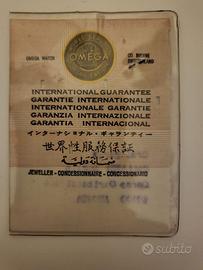 OMEGA WATCH
SWITZERLAND
OMEGA
INTERNATIONAL GUARANTEE
GARANTIE INTERNATIONALE
INTERNATIONALE GARANTIE
GARANZIA INTERNAZIONALE
GARANTIA INTERNACIONAL
インターナショナル・ギャランティー
世界性服務保証
ضمانة دولية
JEWELLER - CONCESSIONNAIRE - CONCESSIONARIO
subito